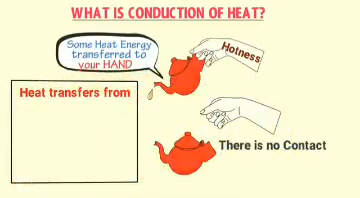 WHAT IS CONDUCTION OF HEAT?
Some Heat Energy
transferred to
your HAND
Hotness
Heat transfers from
There is no Contact